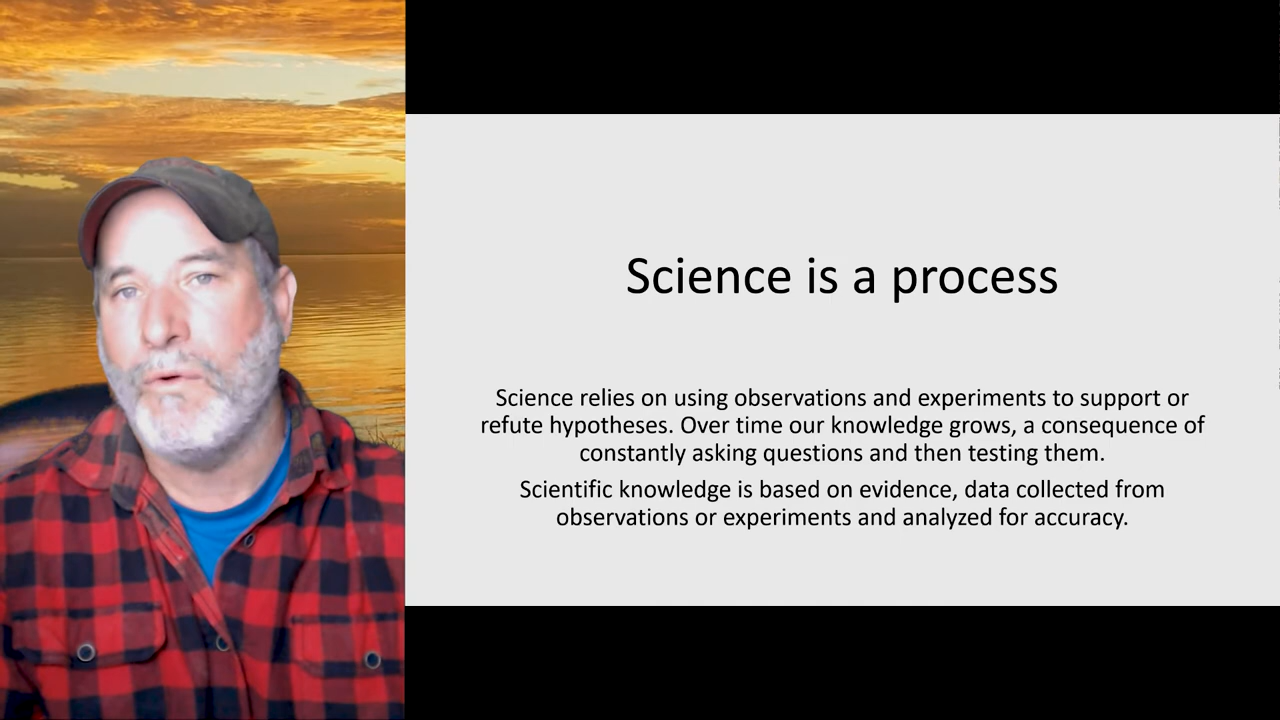 Science is a process
Science relies on using observations and experiments to support or
refute hypotheses. Over time our knowledge grows, a consequence of
constantly asking questions and then testing them.
Scientific knowledge is based on evidence, data collected from
observations or experiments and analyzed for accuracy.